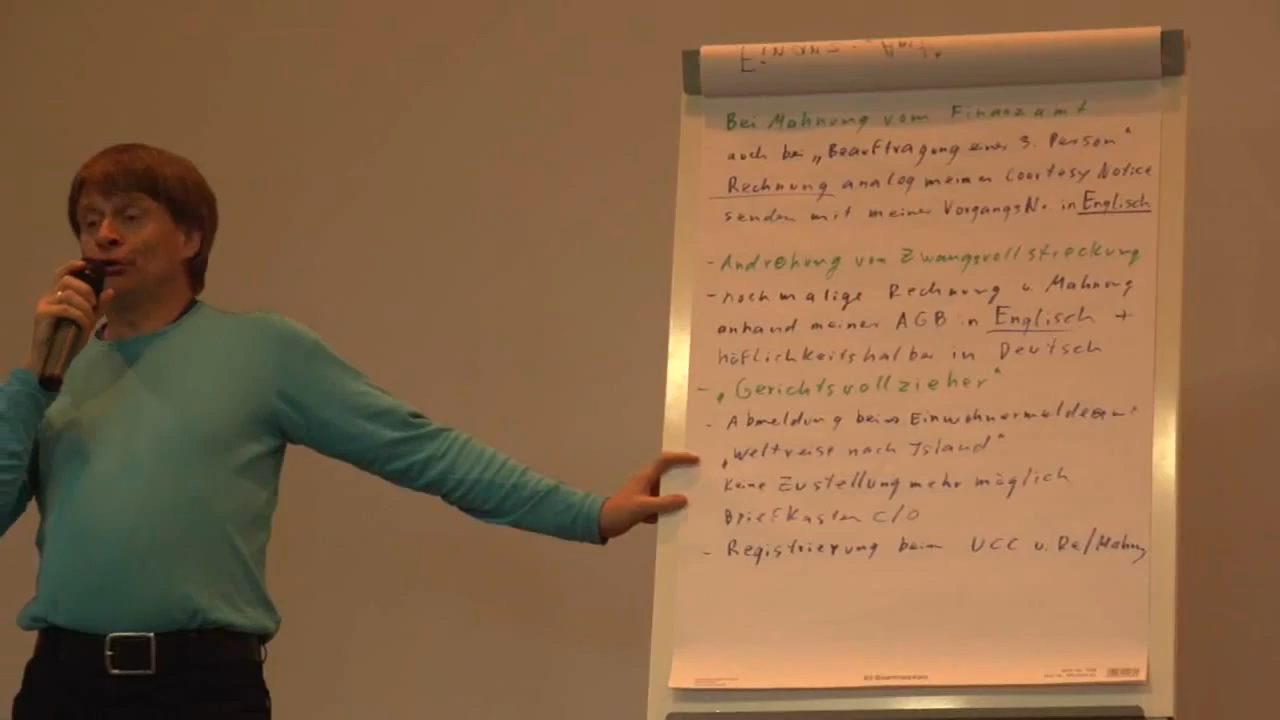 Bei Mahnung vom Finanzamt
auch bei „Beauftragung einer 3. Person“
Rechnung analog meiner Courtesy Notice
senden mit meiner VorgangsNr in Englisch
- Androhung von Zwangsvollstreckung
- nochmalige Rechnung u. Mahnung
anhand meiner AGB in Englisch +
höflichkeitshalber in Deutsch
- „Gerichtsvollzieher“
- Abmeldung beim Einwohnermeldeamt
„Weltreise nach Island“
Keine Zustellung mehr möglich
Briefkasten C/O
- Registrierung beim UCC u. Re/Mahng